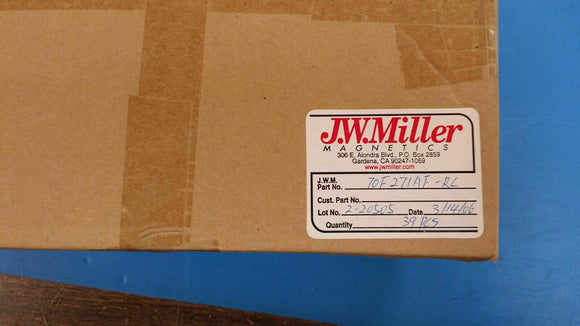 J.W.Miller
MAGNETICS
306 E. Alondra Blvd., P.O. Box 2859
Gardena, CA 90247-1059
www.jwmiller.com
J.W.M.
Part No. 70F271AF-RL
Cust. Part No.
Lot No. 2-20505 Date 3/14/06
Quantity 39 PCS